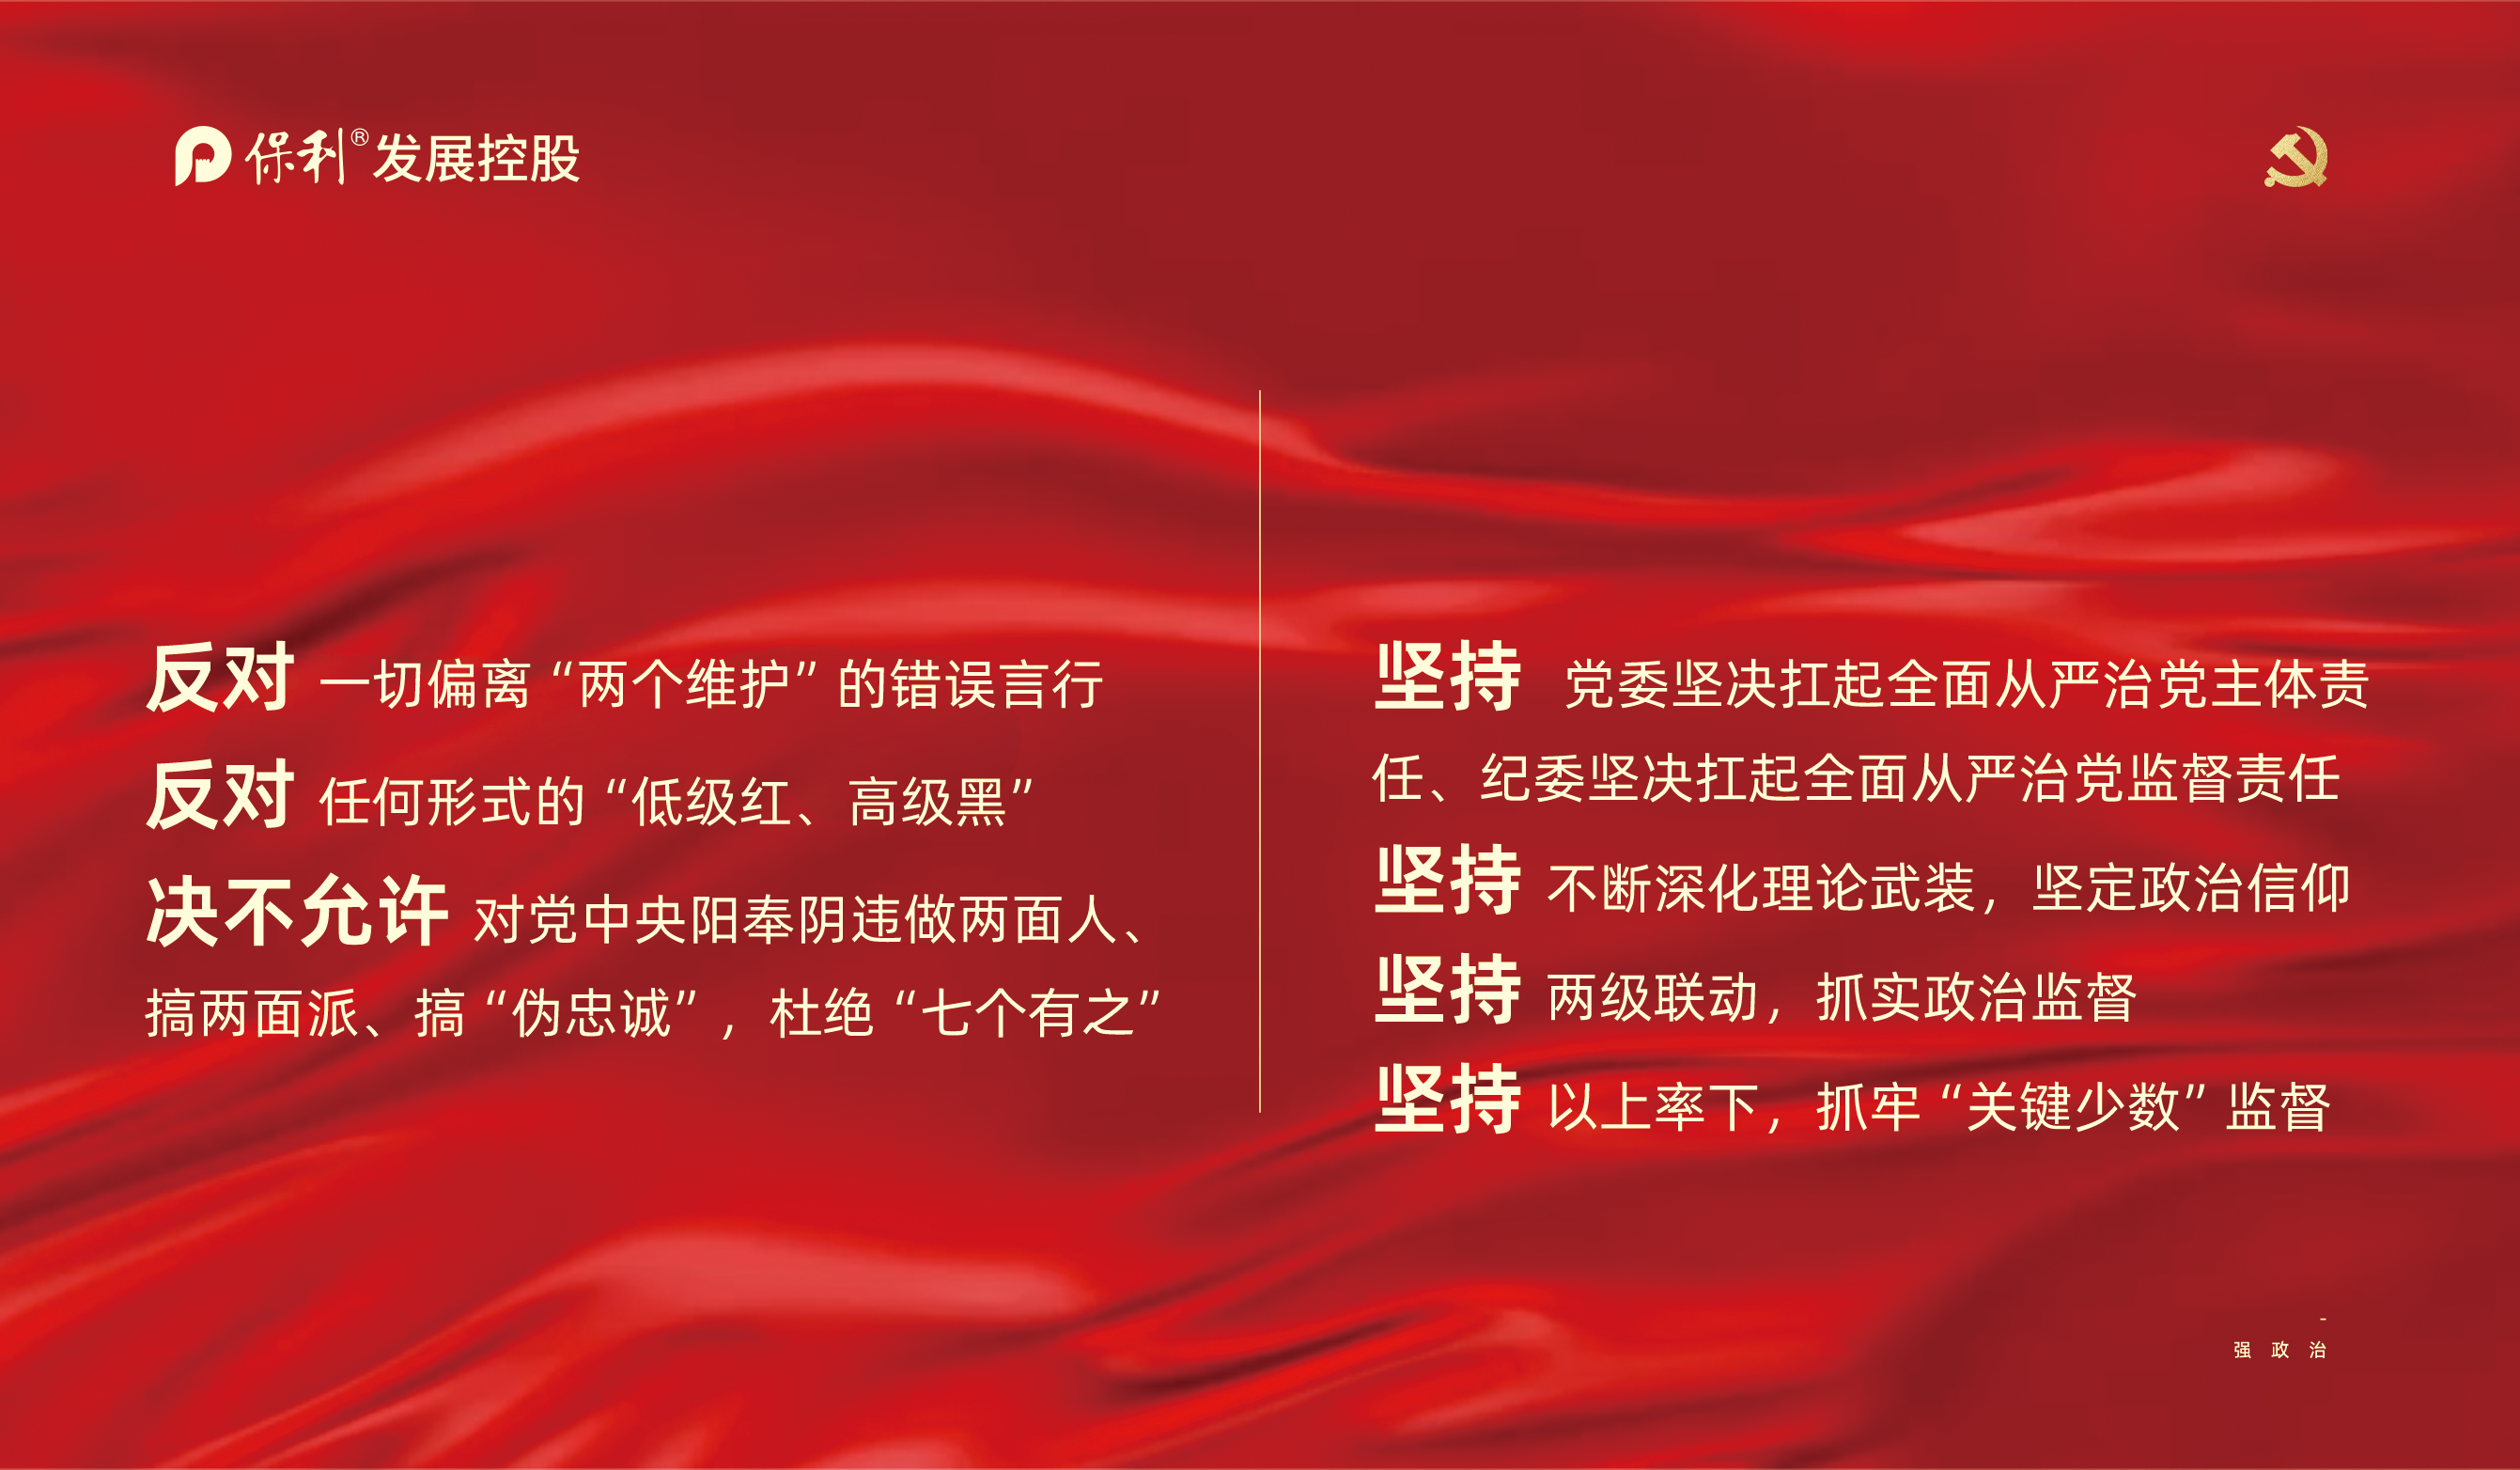 保利®发展控股
反对 一切偏离“两个维护”的错误言行
反对 任何形式的“低级红、高级黑”
决不允许 对党中央阳奉阴违做两面人、
搞两面派、搞“伪忠诚”，杜绝“七个有之”
坚持 党委坚决扛起全面从严治党主体责
任、纪委坚决扛起全面从严治党监督责任
坚持 不断深化理论武装，坚定政治信仰
坚持 两级联动，抓实政治监督
坚持 以上率下，抓牢“关键少数”监督
-
强 政 治